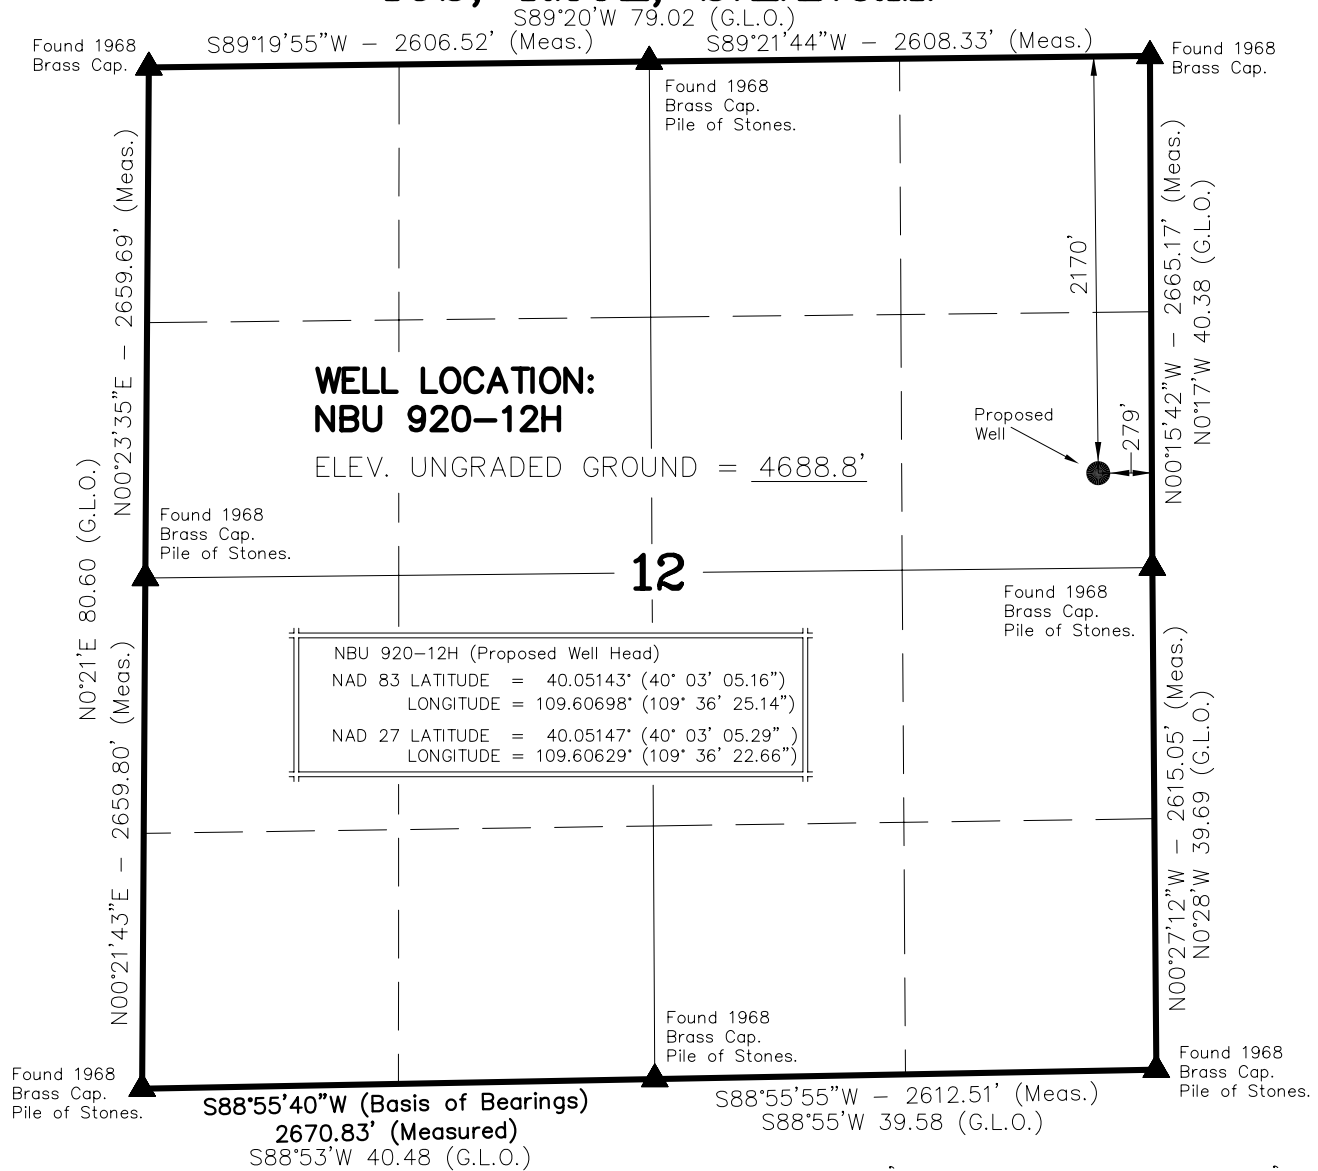 S89°20'W 79.02 (G.L.O.)
S89°19'55"W - 2606.52' (Meas.)
S89°21'44"W - 2608.33' (Meas.)
Found 1968
Brass Cap.
Found 1968
Brass Cap.
Pile of Stones.
Found 1968
Brass Cap.
N00°23'35"E - 2659.69' (Meas.)
N0°21'E 80.60 (G.L.O.)
N00°21'43"E - 2659.80' (Meas.)
2170'
N00°15'42"W - 2665.17' (Meas.)
N0°17'W 40.38 (G.L.O.)
WELL LOCATION:
NBU 920-12H
ELEV. UNGRADED GROUND = 4688.8'
Proposed
Well
279'
Found 1968
Brass Cap.
Pile of Stones.
12
Found 1968
Brass Cap.
Pile of Stones.
NBU 920-12H (Proposed Well Head)
NAD 83 LATITUDE = 40.05143° (40° 03' 05.16")
LONGITUDE = 109.60698° (109° 36' 25.14")
NAD 27 LATITUDE = 40.05147° (40° 03' 05.29" )
LONGITUDE = 109.60629° (109° 36' 22.66")
N00°27'12"W - 2615.05' (Meas.)
N0°28'W 39.69 (G.L.O.)
Found 1968
Brass Cap.
Pile of Stones.
Found 1968
Brass Cap.
Pile of Stones.
Found 1968
Brass Cap.
Pile of Stones.
S88°55'40"W (Basis of Bearings)
2670.83' (Measured)
S88°53'W 40.48 (G.L.O.)
S88°55'55"W - 2612.51' (Meas.)
S88°55'W 39.58 (G.L.O.)